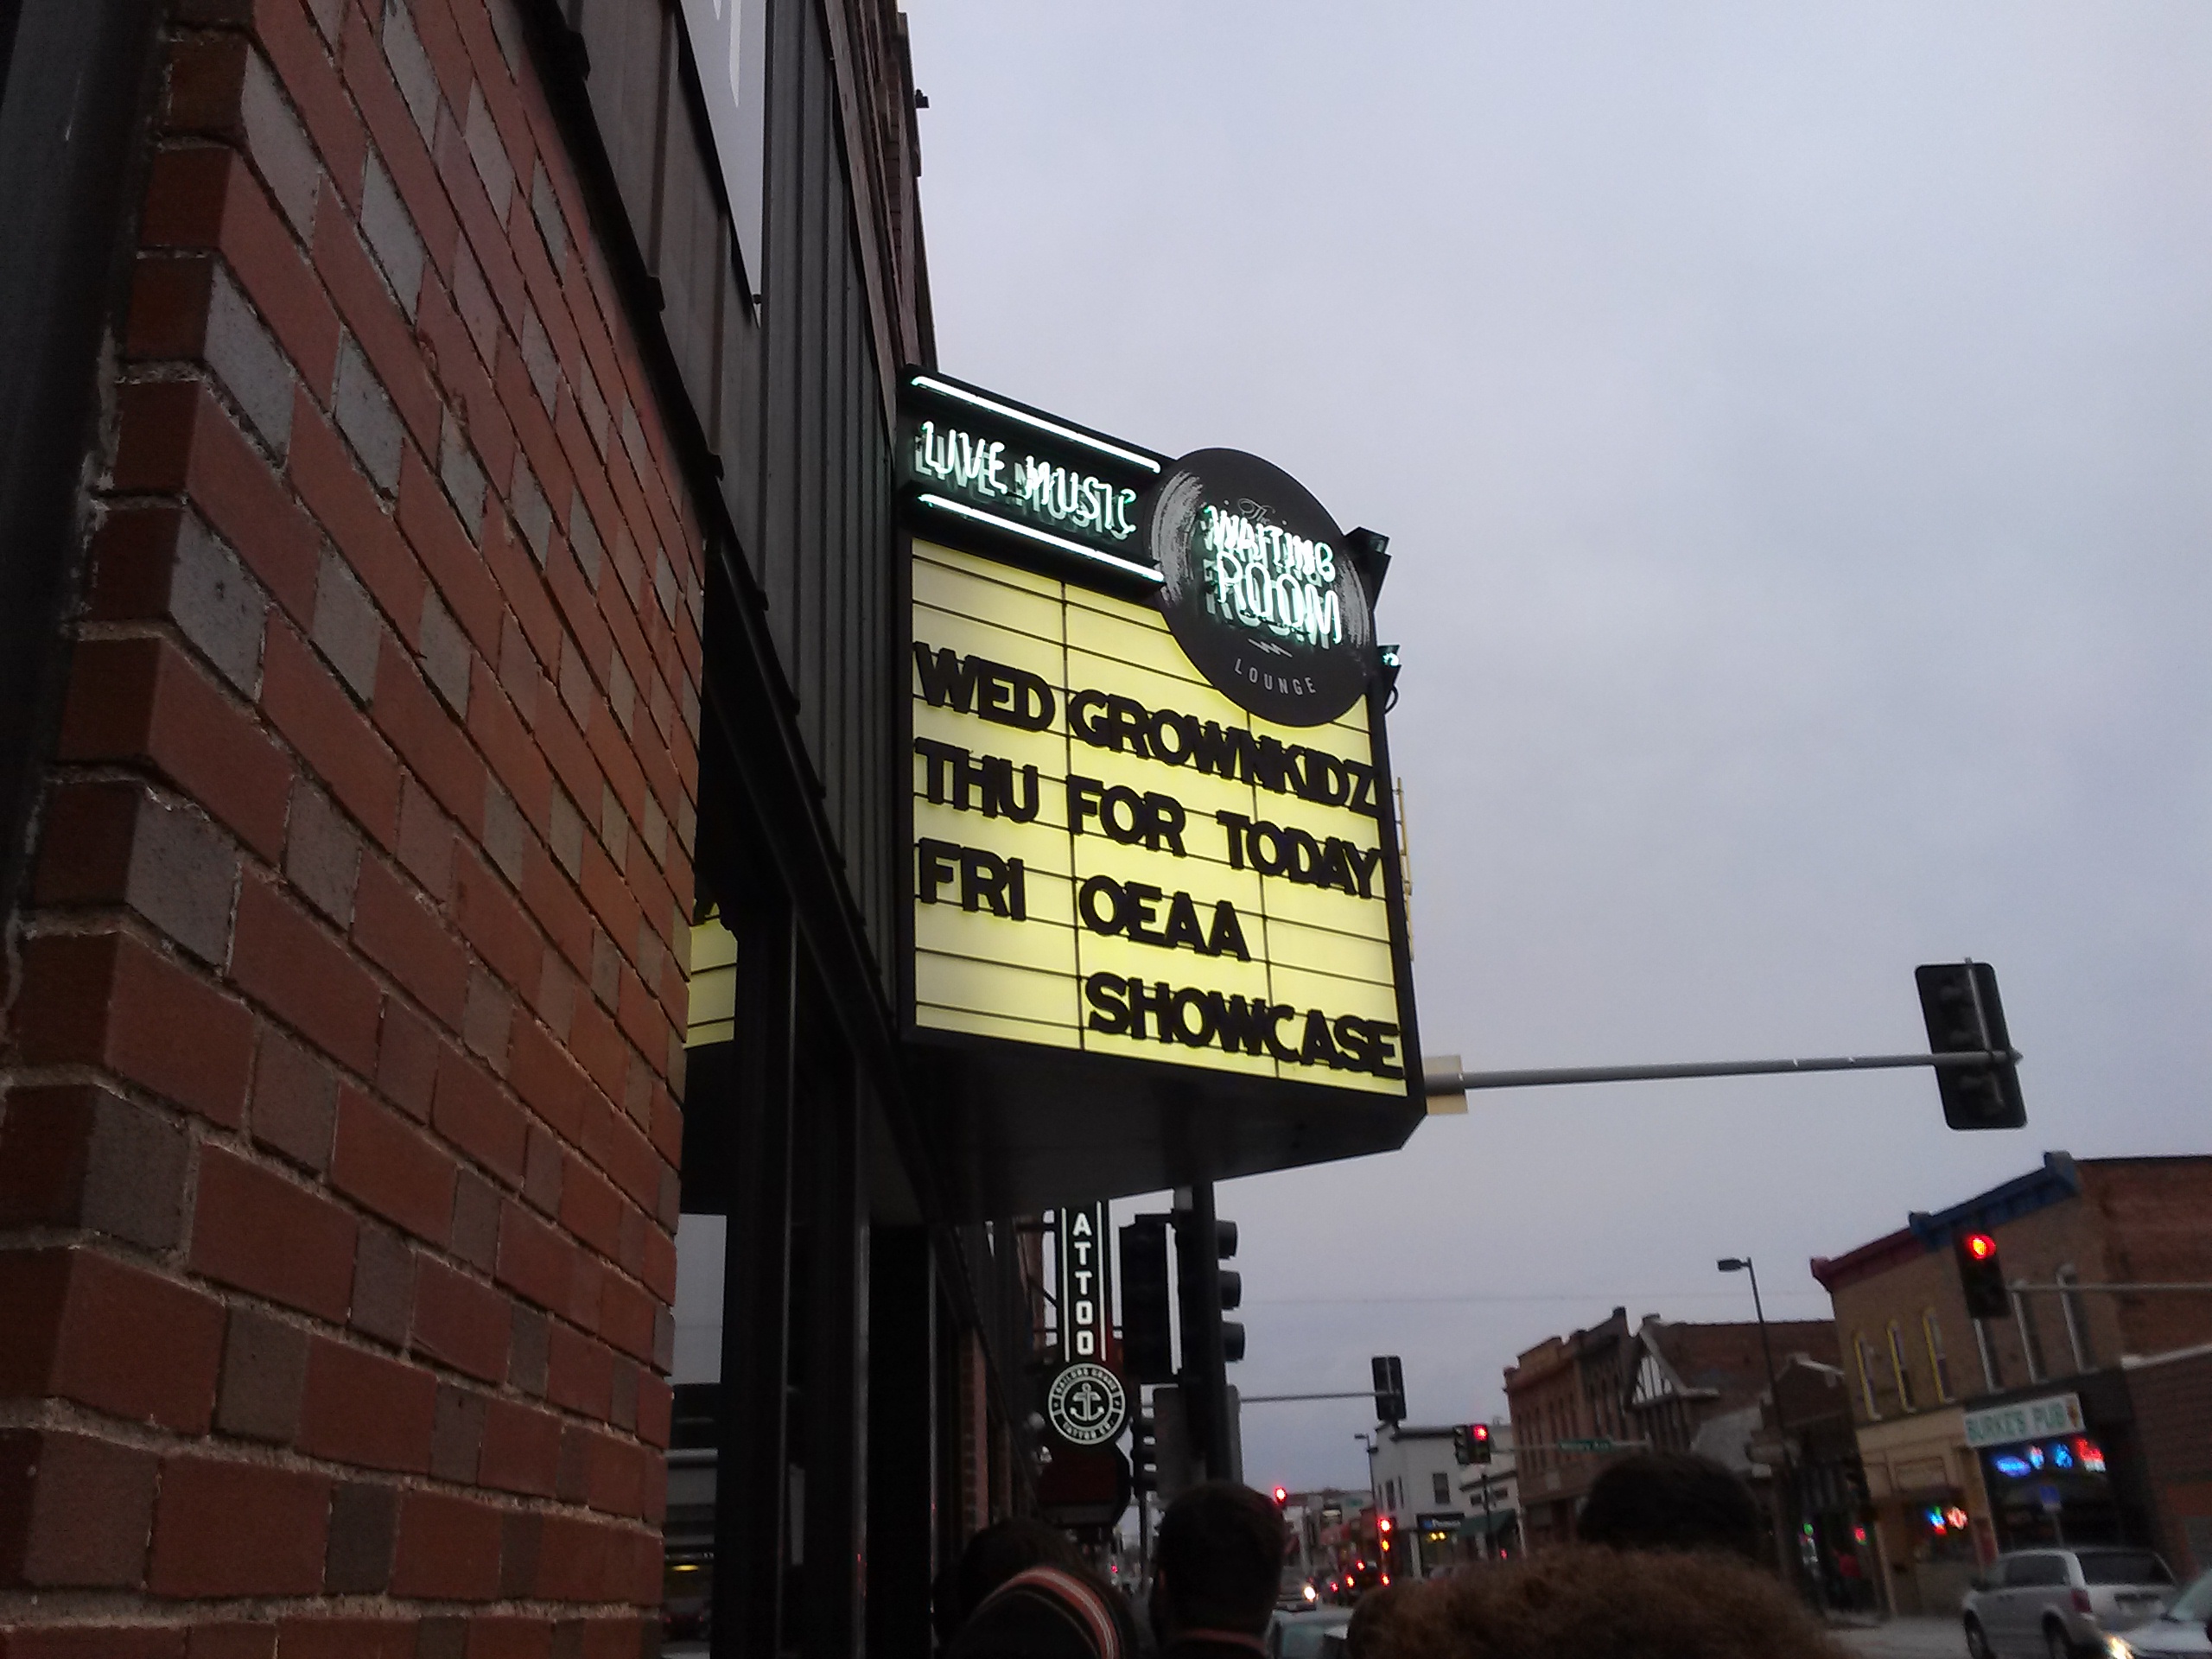 LIVE MUSIC
The
WAITING
ROOM
LOUNGE
WED GROWNKIDZ
THU FOR TODAY
FRI OEAA
SHOWCASE
ATTOO
BURKE'S PUB